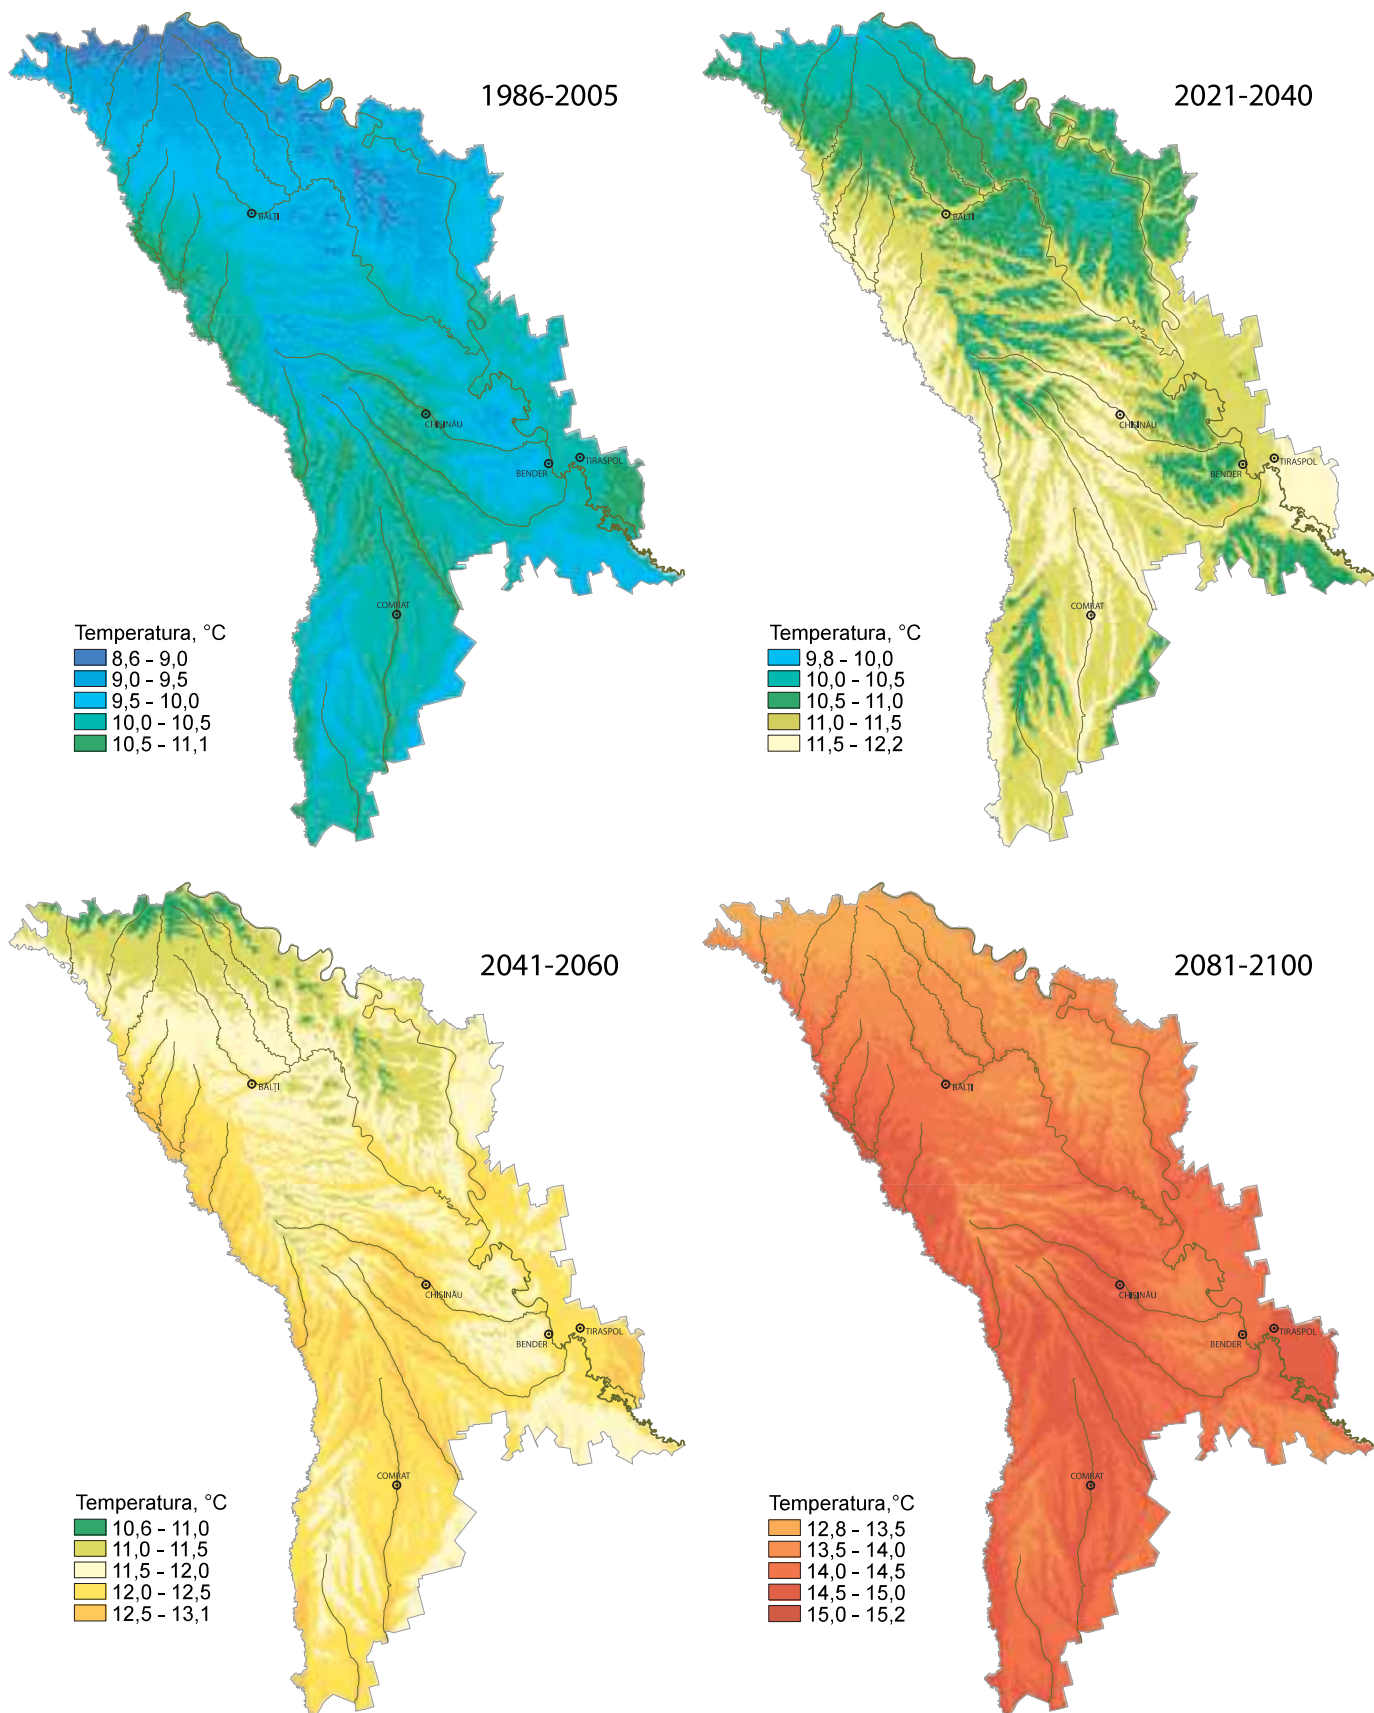 1986-2005
BĂLȚI
CHIȘINĂU
BENDER
TIRASPOL
COMRAT
Temperatura, °C
8,6 – 9,0
9,0 – 9,5
9,5 – 10,0
10,0 – 10,5
10,5 – 11,1
2021-2040
BĂLȚI
CHIȘINĂU
BENDER
TIRASPOL
COMRAT
Temperatura, °C
9,8 – 10,0
10,0 – 10,5
10,5 – 11,0
11,0 – 11,5
11,5 – 12,2
2041-2060
BĂLȚI
CHIȘINĂU
BENDER
TIRASPOL
COMRAT
Temperatura, °C
10,6 – 11,0
11,0 – 11,5
11,5 – 12,0
12,0 – 12,5
12,5 – 13,1
2081-2100
BĂLȚI
CHIȘINĂU
BENDER
TIRASPOL
COMRAT
Temperatura,°C
12,8 – 13,5
13,5 – 14,0
14,0 – 14,5
14,5 – 15,0
15,0 – 15,2